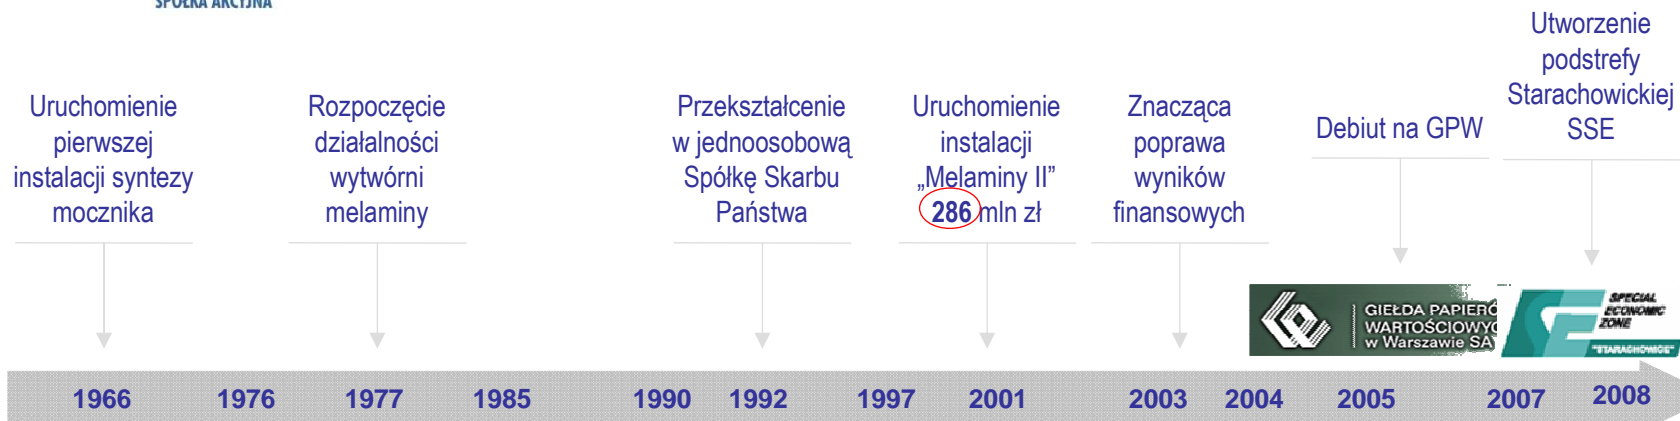 SPÓŁKA AKCYJNA
Uruchomienie
pierwszej
instalacji syntezy
mocznika
Rozpoczęcie
działalności
wytwórni
melaminy
Przekształcenie
w jednoosobową
Spółkę Skarbu
Państwa
Uruchomienie
instalacji
„Melaminy II”
286 mln zł
Znacząca
poprawa
wyników
finansowych
Debiut na GPW
Utworzenie
podstrefy
Starachowickiej
SSE
GIEŁDA PAPIERÓ
WARTOŚCIOWYC
w Warszawie SA
SPECIAL
ECONOMIC
ZONE
"STARACHOWICE"
1966 1976 1977 1985 1990 1992 1997 2001 2003 2004 2005 2007 2008